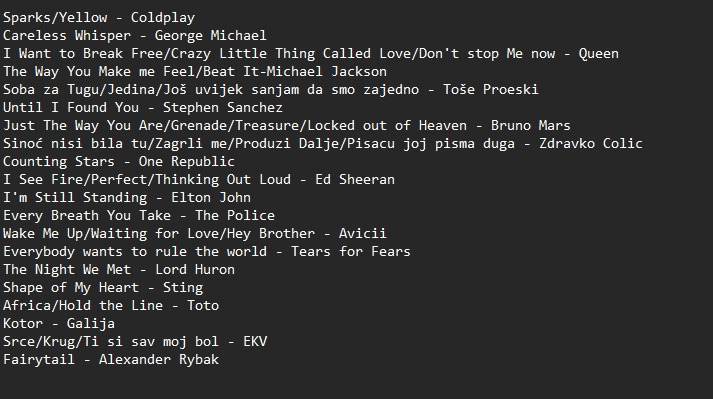 Sparks/Yellow - Coldplay
Careless Whisper - George Michael
I Want to Break Free/Crazy Little Thing Called Love/Don't stop Me now - Queen
The Way You Make me Feel/Beat It-Michael Jackson
Soba za Tugu/Jedina/Još uvijek sanjam da smo zajedno - Toše Proeski
Until I Found You - Stephen Sanchez
Just The Way You Are/Grenade/Treasure/Locked out of Heaven - Bruno Mars
Sinoć nisi bila tu/Zagrli me/Produzi Dalje/Pisacu joj pisma duga - Zdravko Colic
Counting Stars - One Republic
I See Fire/Perfect/Thinking Out Loud - Ed Sheeran
I'm Still Standing - Elton John
Every Breath You Take - The Police
Wake Me Up/Waiting for Love/Hey Brother - Avicii
Everybody wants to rule the world - Tears for Fears
The Night We Met - Lord Huron
Shape of My Heart - Sting
Africa/Hold the Line - Toto
Kotor - Galija
Srce/Krug/Ti si sav moj bol - EKV
Fairytail - Alexander Rybak